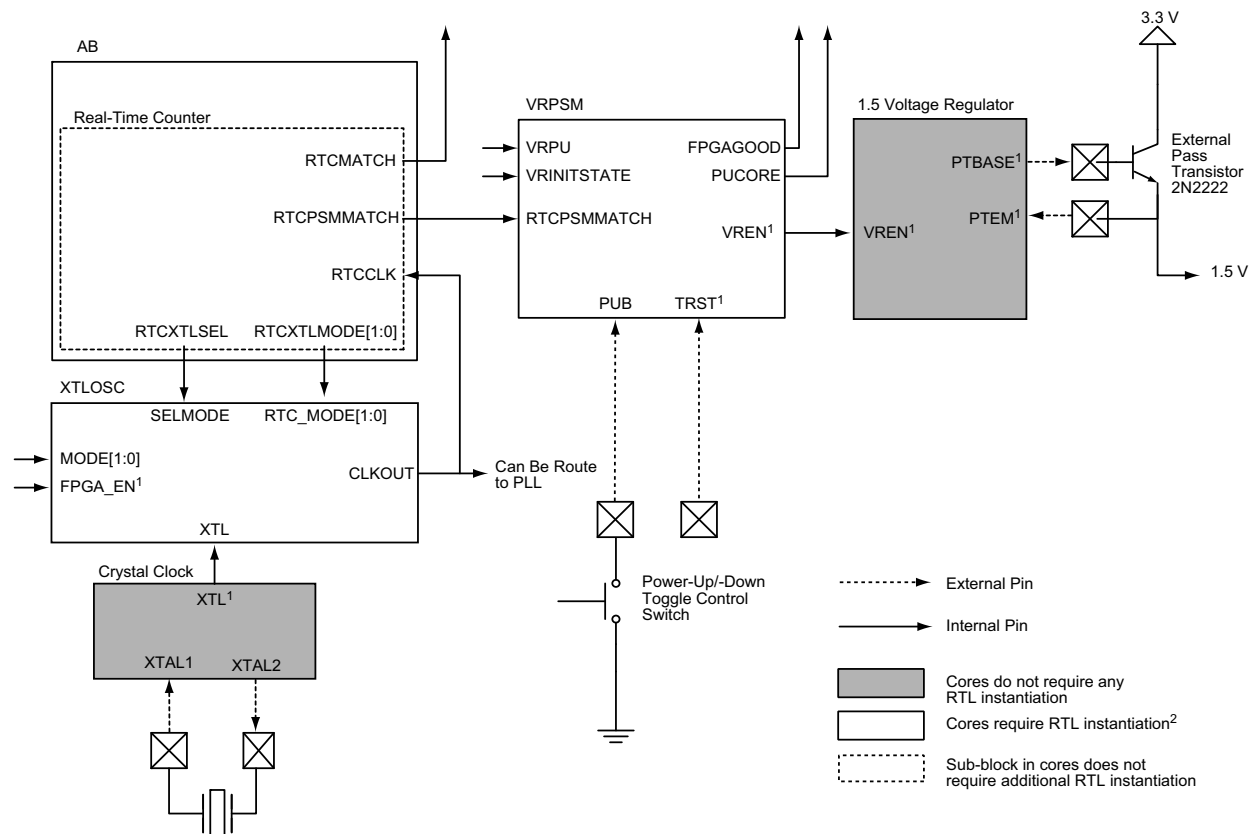 AB
Real-Time Counter
RTCMATCH
RTCPSMMATCH
RTCCLK
RTCXTLSEL RTCXTLMODE[1:0]
XTLOSC
SELMODE RTC_MODE[1:0]
MODE[1:0]
FPGA_EN1
CLKOUT
XTL
Can Be Route
to PLL
Crystal Clock
XTL1
XTAL1 XTAL2
VRPSM
VRPU
VRINITSTATE
RTCPSMMATCH
FPGAGOOD
PUCORE
VREN1
PUB TRST1
Power-Up/-Down
Toggle Control
Switch
1.5 Voltage Regulator
PTBASE1
PTEM1
VREN1
3.3 V
External
Pass
Transistor
2N2222
1.5 V
External Pin
Internal Pin
Cores do not require any
RTL instantiation
Cores require RTL instantiation2
Sub-block in cores does not
require additional RTL instantiation